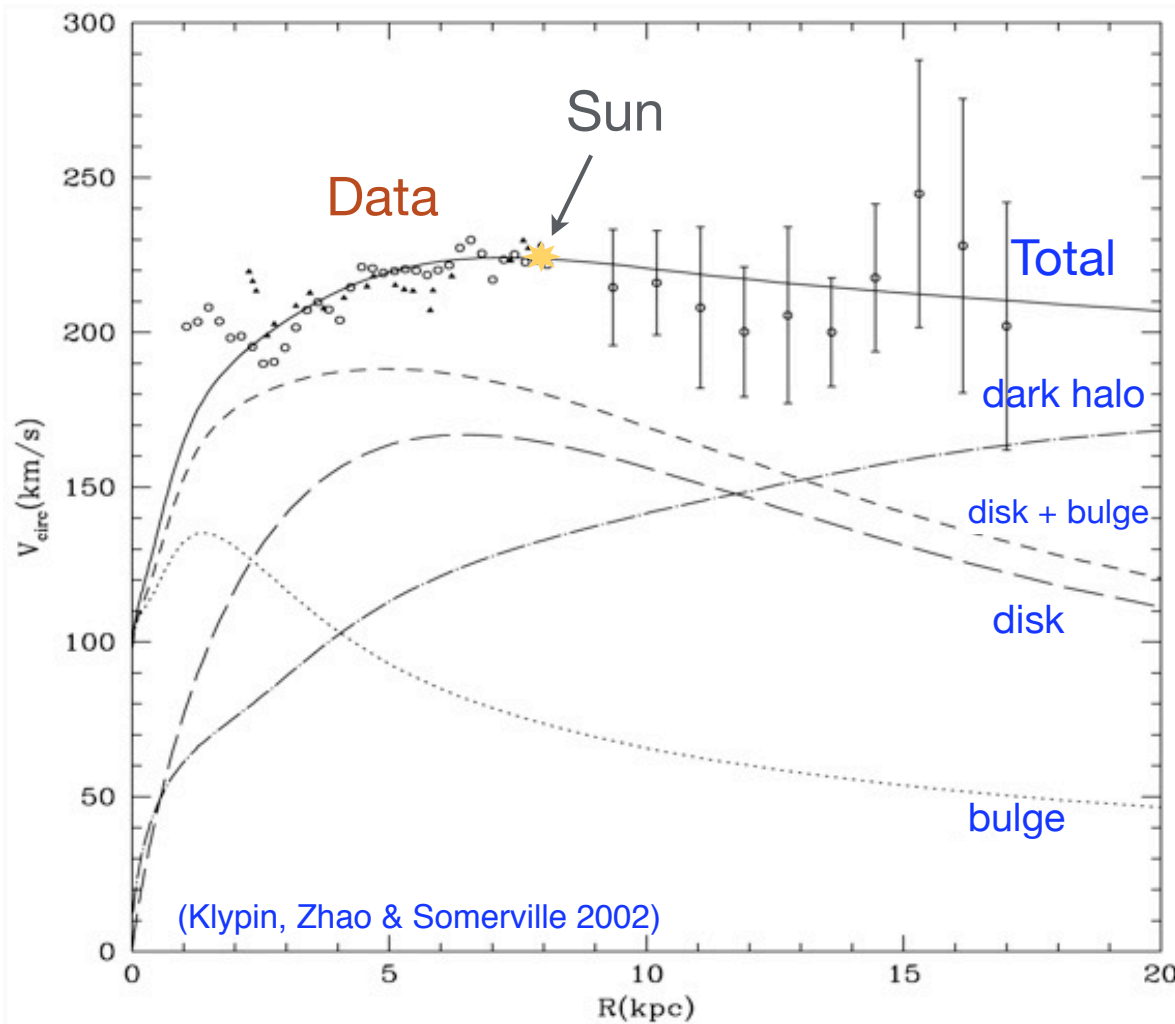 300
250
200
150
100
50
0
V_circ(km/s)
Sun
Data
Total
dark halo
disk + bulge
disk
bulge
(Klypin, Zhao & Somerville 2002)
0 5 10 15 20
R(kpc)